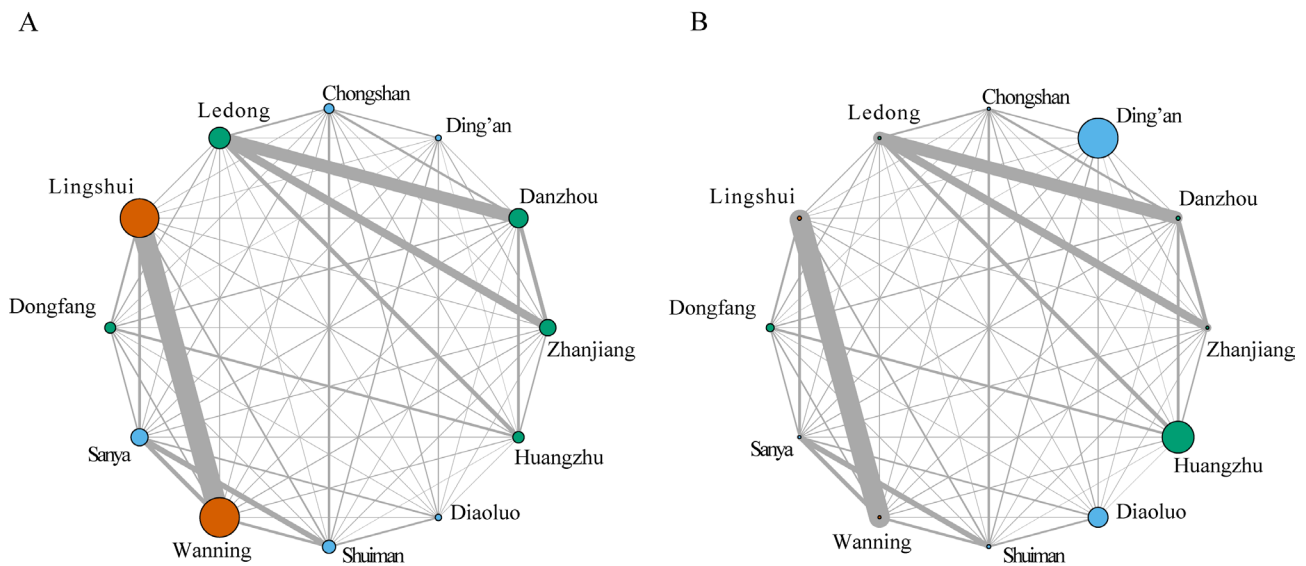 A
Chongshan
Ledong
Ding'an
Lingshui
Danzhou
Dongfang
Zhanjiang
Sanya
Huangzhu
Diaoluo
Wanning
Shuiman
B
Chongshan
Ledong
Ding'an
Lingshui
Danzhou
Dongfang
Zhanjiang
Sanya
Huangzhu
Diaoluo
Wanning
Shuiman